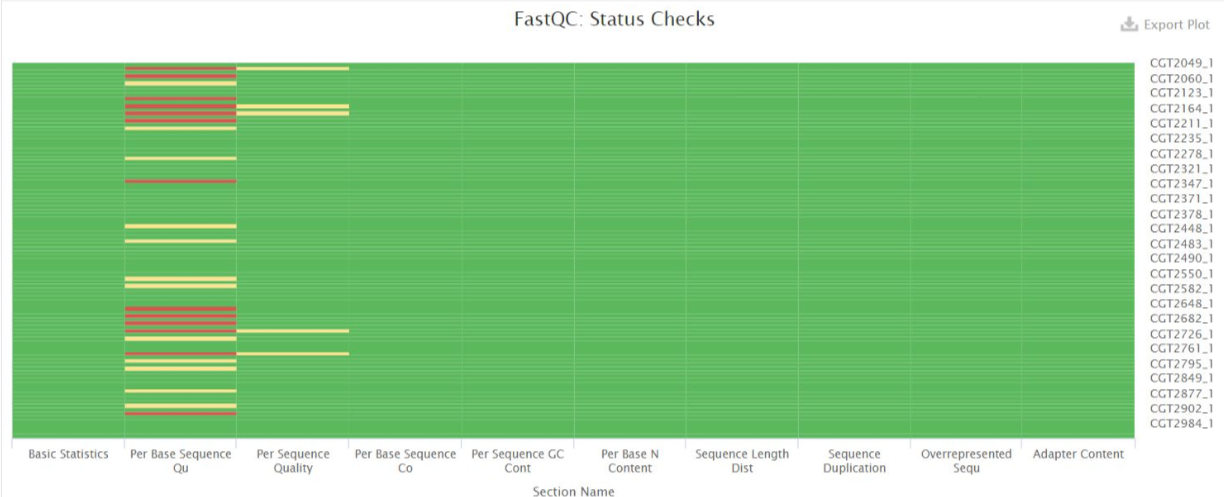 FastQC: Status Checks
Export Plot
CGT2049_1
CGT2060_1
CGT2123_1
CGT2164_1
CGT2211_1
CGT2235_1
CGT2278_1
CGT2321_1
CGT2347_1
CGT2371_1
CGT2378_1
CGT2448_1
CGT2483_1
CGT2490_1
CGT2550_1
CGT2582_1
CGT2648_1
CGT2682_1
CGT2726_1
CGT2761_1
CGT2795_1
CGT2849_1
CGT2877_1
CGT2902_1
CGT2984_1
Basic Statistics
Per Base Sequence
Qu
Per Sequence
Quality
Per Base Sequence
Co
Per Sequence GC
Cont
Per Base N
Content
Sequence Length
Dist
Sequence
Duplication
Overrepresented
Sequ
Adapter Content
Section Name